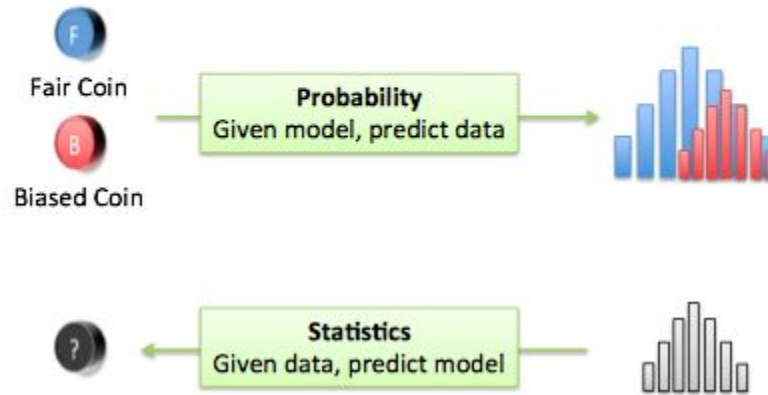 F
Fair Coin
B
Biased Coin
Probability
Given model, predict data
?
Statistics
Given data, predict model